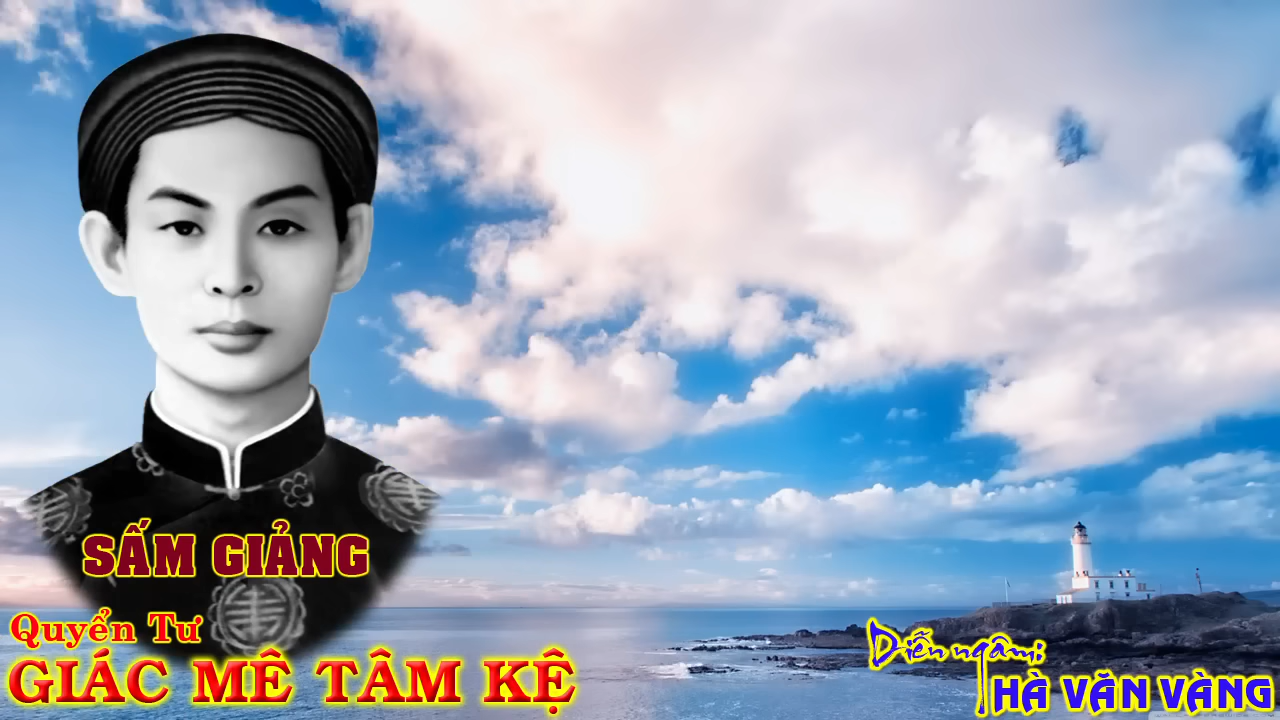 SẤM GIẢNG
Quyển Tư
GIÁC MÊ TÂM KỆ
Diễn ngâm:
HÀ VĂN VÀNG